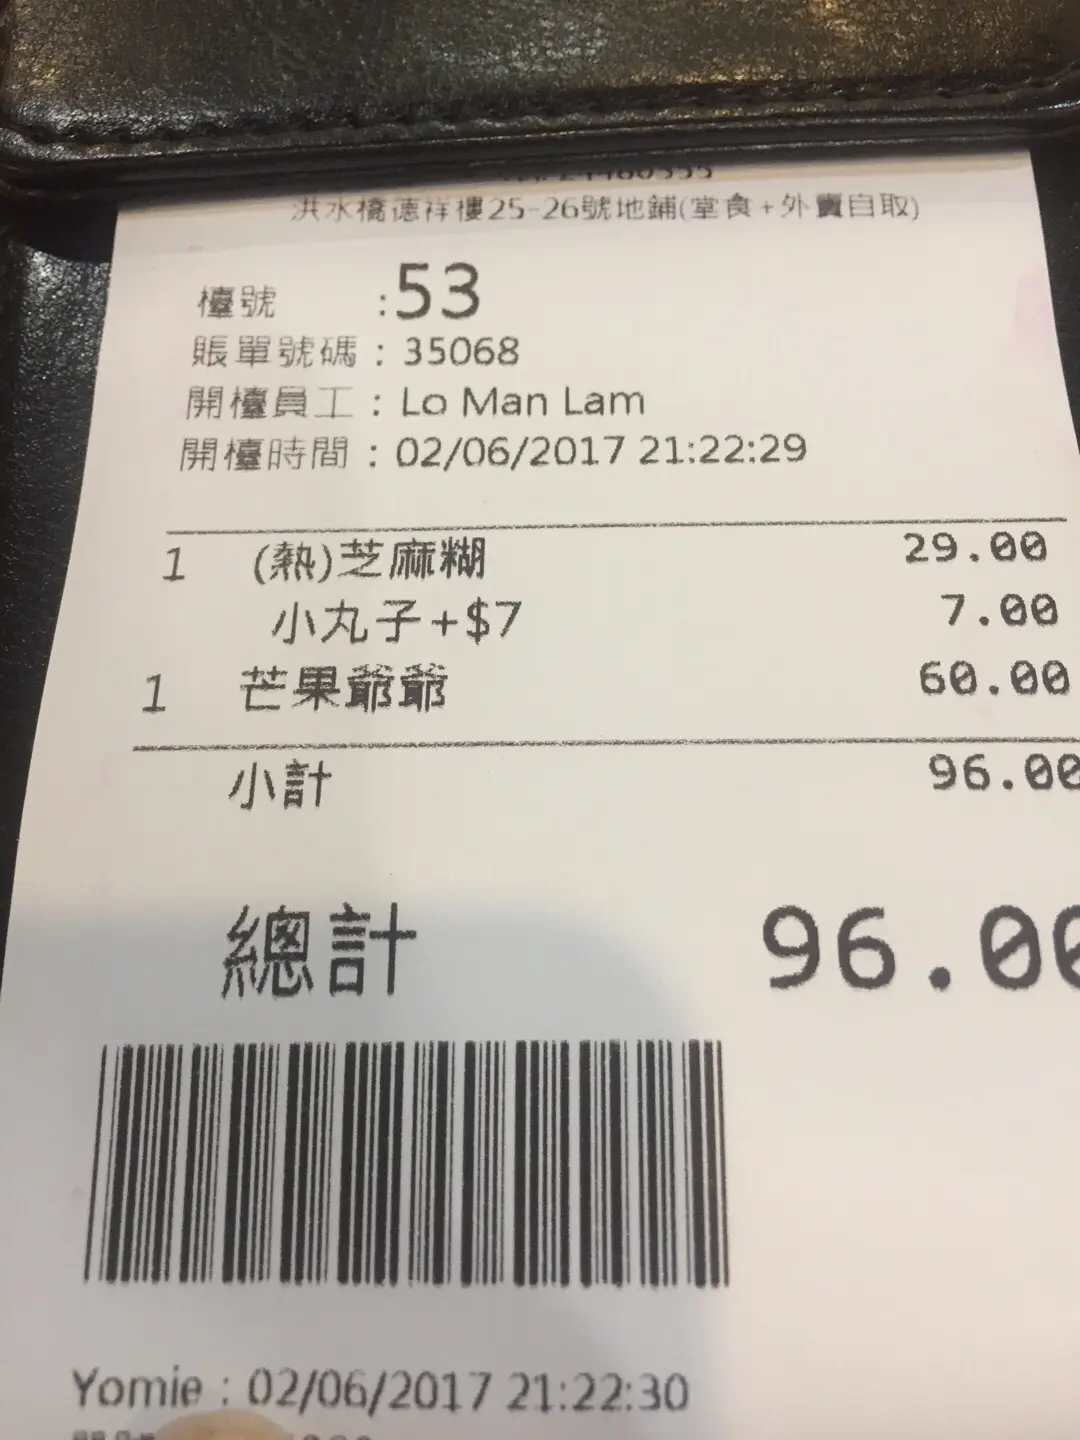 洪水橋德祥樓25-26號地鋪(堂食+外賣自取)
檯號 :53
賬單號碼 : 35068
開檯員工 : Lo Man Lam
開檯時間 : 02/06/2017 21:22:29
1 (熱)芝麻糊 29.00
小丸子+$7 7.00
1 芒果爺爺 60.00
小計 96.00
總計 96.00
Yomie : 02/06/2017 21:22:30